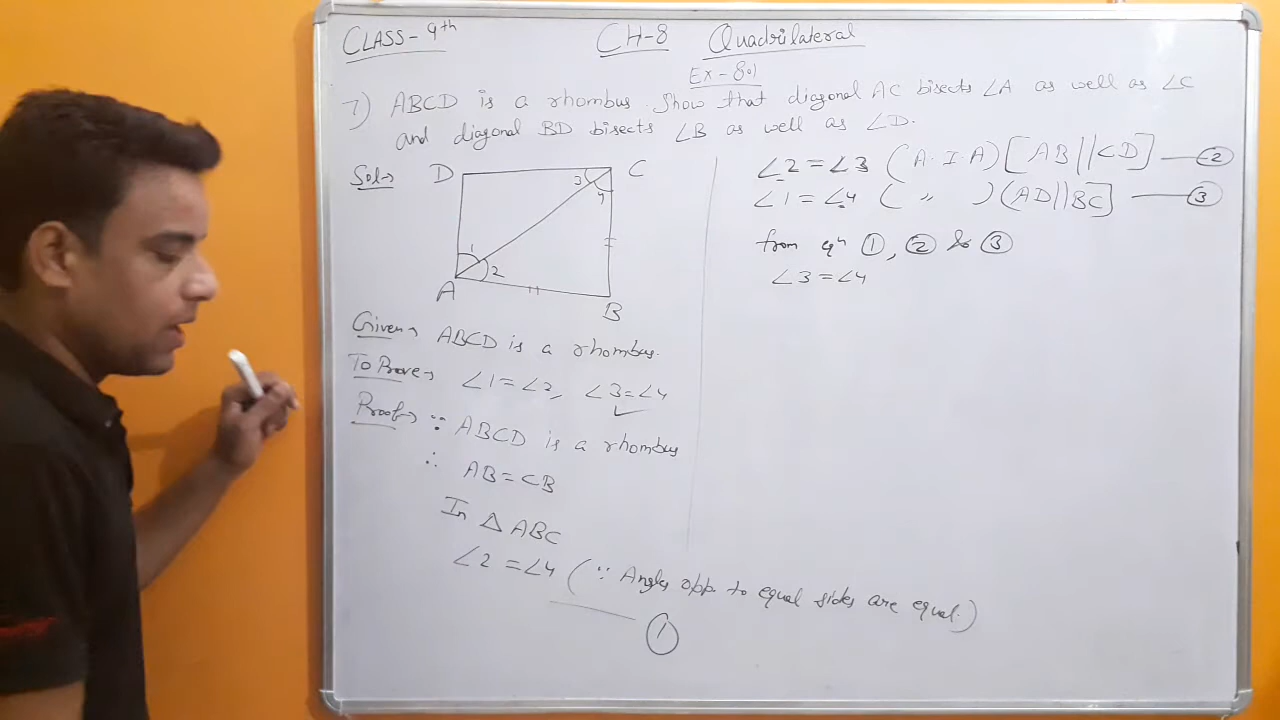 CLASS-9th
CH-8 Quadrilateral
Ex-8.1
7) ABCD is a rhombus. Show that diagonal AC bisects ∠A as well as ∠C
and diagonal BD bisects ∠B as well as ∠D.
Sol→
D C
3
4
1
2
A
B
Given→ ABCD is a rhombus.
To Prove→ ∠1=∠2, ∠3=∠4
Proof→ ∵ ABCD is a rhombus
∴ AB=CB
In △ABC
∠2=∠4 (∵ Angles opp. to equal sides are equal.)
①
∠2=∠3 (A.I.A) [AB||CD] —②
∠1=∠4 ( " ) (AD||BC] —③
from qn ①, ② & ③
∠3=∠4